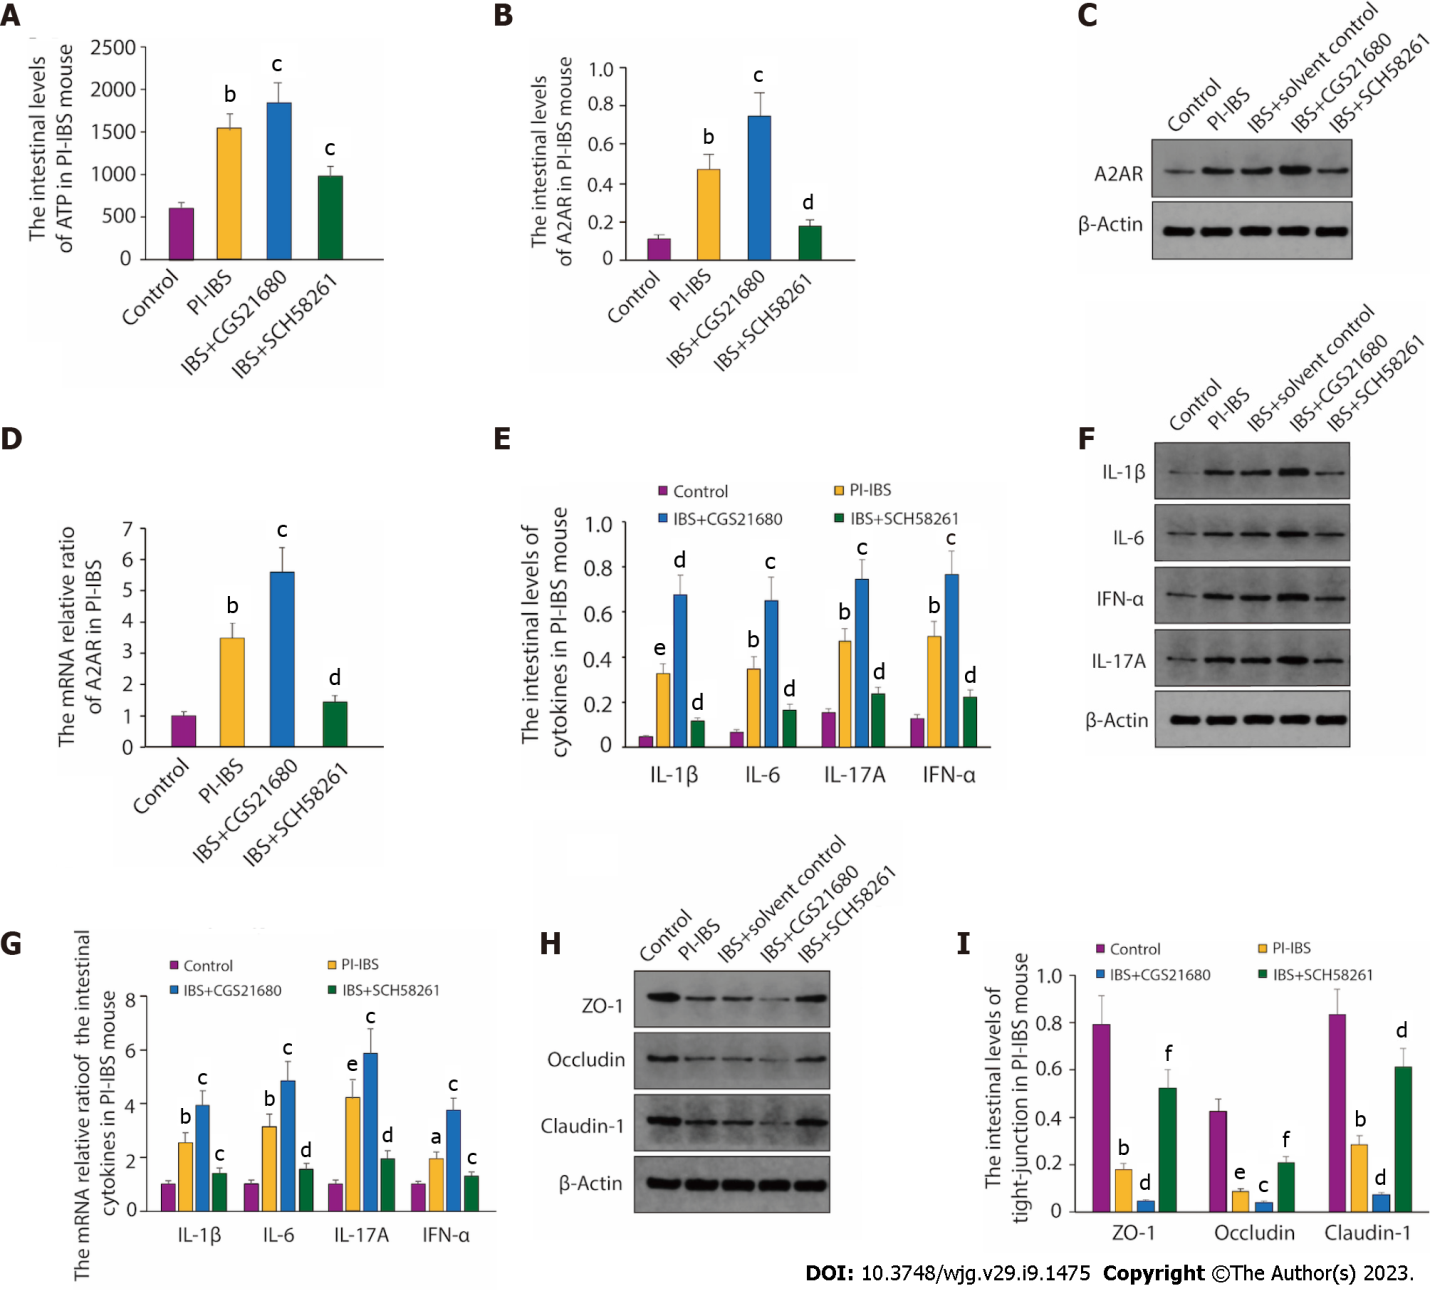 A
The intestinal levels
of ATP in PI-IBS mouse
2500
2000
1500
1000
500
0
b
c
c
Control
PI-IBS
IBS+CGS21680
IBS+SCH58261
B
The intestinal levels
of A2AR in PI-IBS mouse
1.0
0.8
0.6
0.4
0.2
0
b
c
d
Control
PI-IBS
IBS+CGS21680
IBS+SCH58261
C
Control
PI-IBS
IBS+solvent control
IBS+CGS21680
IBS+SCH58261
A2AR
β-Actin
D
The mRNA relative ratio
of A2AR in PI-IBS
7
6
5
4
3
2
1
0
b
c
d
Control
PI-IBS
IBS+CGS21680
IBS+SCH58261
E
Control
PI-IBS
IBS+CGS21680
IBS+SCH58261
The intestinal levels of
cytokines in PI-IBS mouse
1.0
0.8
0.6
0.4
0.2
0
e
d
d
b
c
d
b
c
d
b
c
d
IL-1β
IL-6
IL-17A
IFN-α
F
Control
PI-IBS
IBS+solvent control
IBS+CGS21680
IBS+SCH58261
IL-1β
IL-6
IFN-α
IL-17A
β-Actin
G
Control
PI-IBS
IBS+CGS21680
IBS+SCH58261
The mRNA relative ratioof the intestinal
cytokines in PI-IBS mouse
8
6
4
2
0
b
c
c
b
c
d
e
c
d
a
c
c
IL-1β
IL-6
IL-17A
IFN-α
H
Control
PI-IBS
IBS+solvent control
IBS+CGS21680
IBS+SCH58261
ZO-1
Occludin
Claudin-1
β-Actin
I
Control
PI-IBS
IBS+CGS21680
IBS+SCH58261
The intestinal levels of
tight-junction in PI-IBS mouse
1.0
0.8
0.6
0.4
0.2
0
b
d
f
e
c
f
b
d
d
ZO-1
Occludin
Claudin-1
DOI: 10.3748/wjg.v29.i9.1475 Copyright ©The Author(s) 2023.